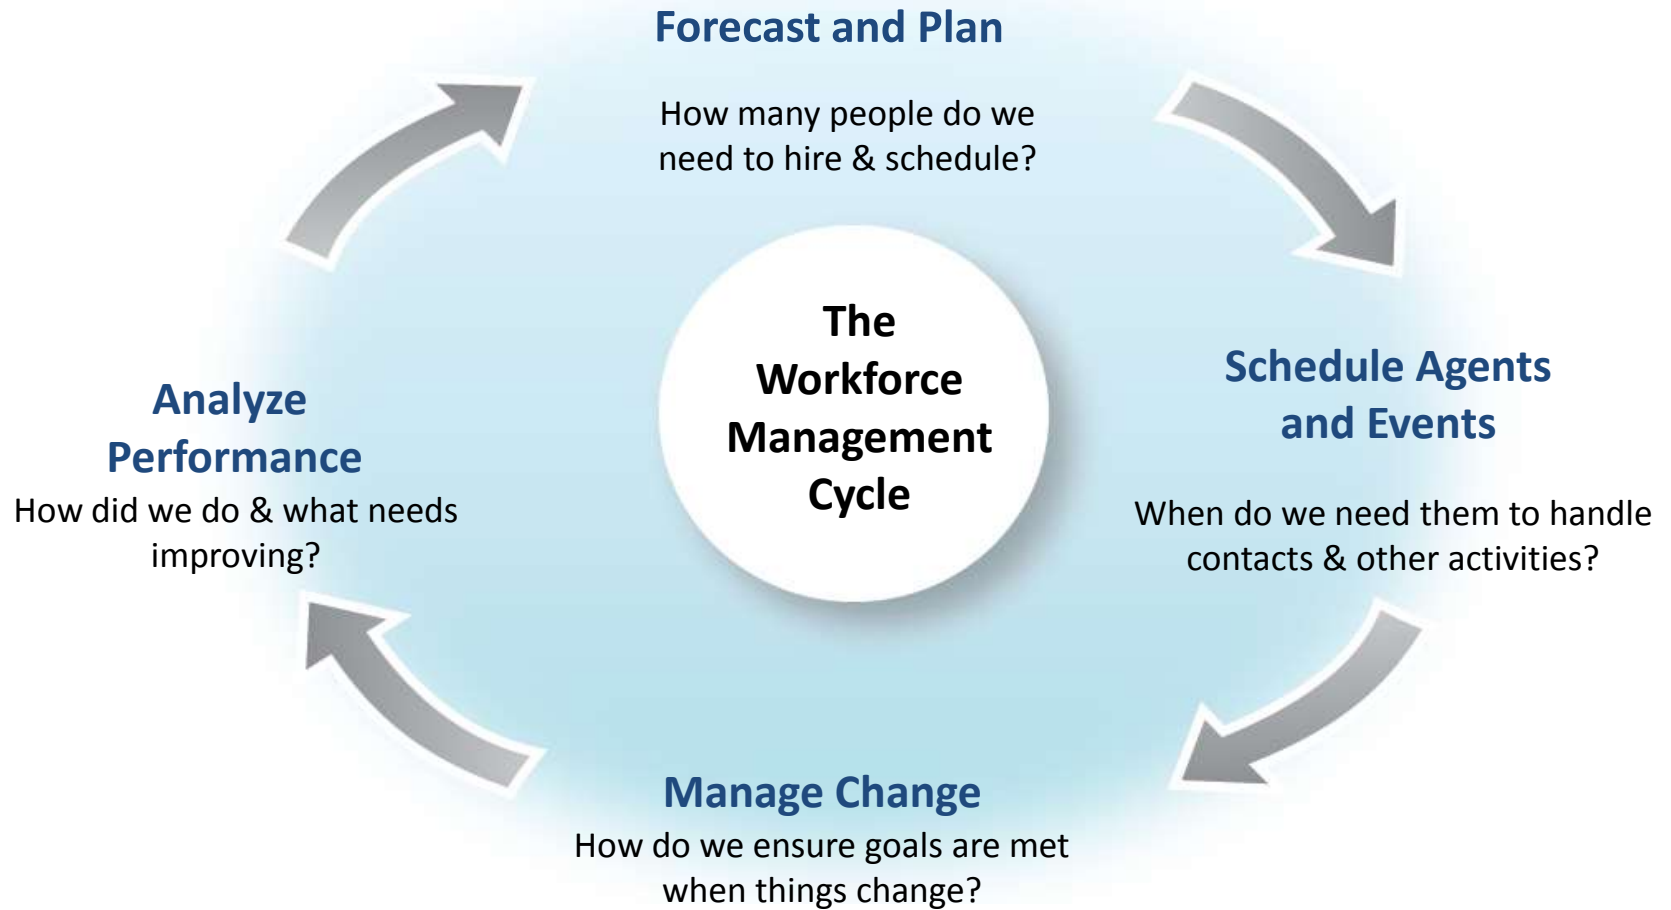 Forecast and Plan
How many people do we
need to hire & schedule?
The
Workforce
Management
Cycle
Schedule Agents
and Events
When do we need them to handle
contacts & other activities?
Manage Change
How do we ensure goals are met
when things change?
Analyze
Performance
How did we do & what needs
improving?